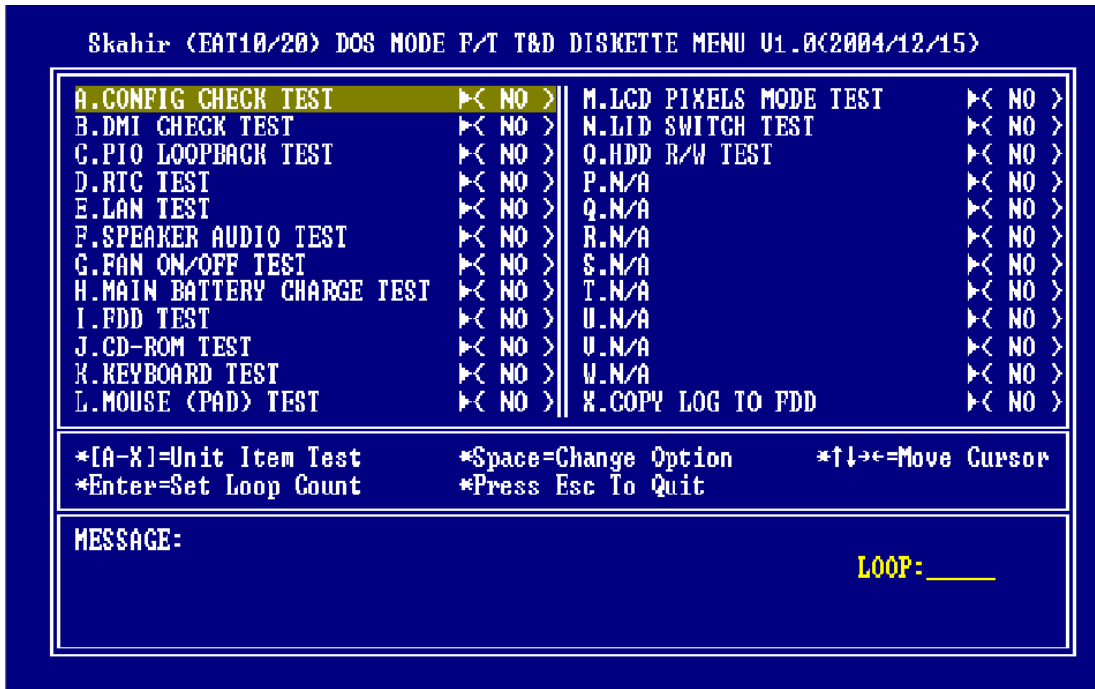 Skahir (EAT10/20) DOS MODE F/T T&D DISKETTE MENU V1.0(2004/12/15)
A.CONFIG CHECK TEST ►< NO >
B.DMI CHECK TEST ►< NO >
C.PIO LOOPBACK TEST ►< NO >
D.RTC TEST ►< NO >
E.LAN TEST ►< NO >
F.SPEAKER AUDIO TEST ►< NO >
G.FAN ON/OFF TEST ►< NO >
H.MAIN BATTERY CHARGE TEST ►< NO >
I.FDD TEST ►< NO >
J.CD-ROM TEST ►< NO >
K.KEYBOARD TEST ►< NO >
L.MOUSE (PAD) TEST ►< NO >
M.LCD PIXELS MODE TEST ►< NO >
N.LID SWITCH TEST ►< NO >
O.HDD R/W TEST ►< NO >
P.N/A ►< NO >
Q.N/A ►< NO >
R.N/A ►< NO >
S.N/A ►< NO >
T.N/A ►< NO >
U.N/A ►< NO >
V.N/A ►< NO >
W.N/A ►< NO >
X.COPY LOG TO FDD ►< NO >
*[A-X]=Unit Item Test *Space=Change Option *↑↓→←=Move Cursor
*Enter=Set Loop Count *Press Esc To Quit
MESSAGE:
LOOP:_____